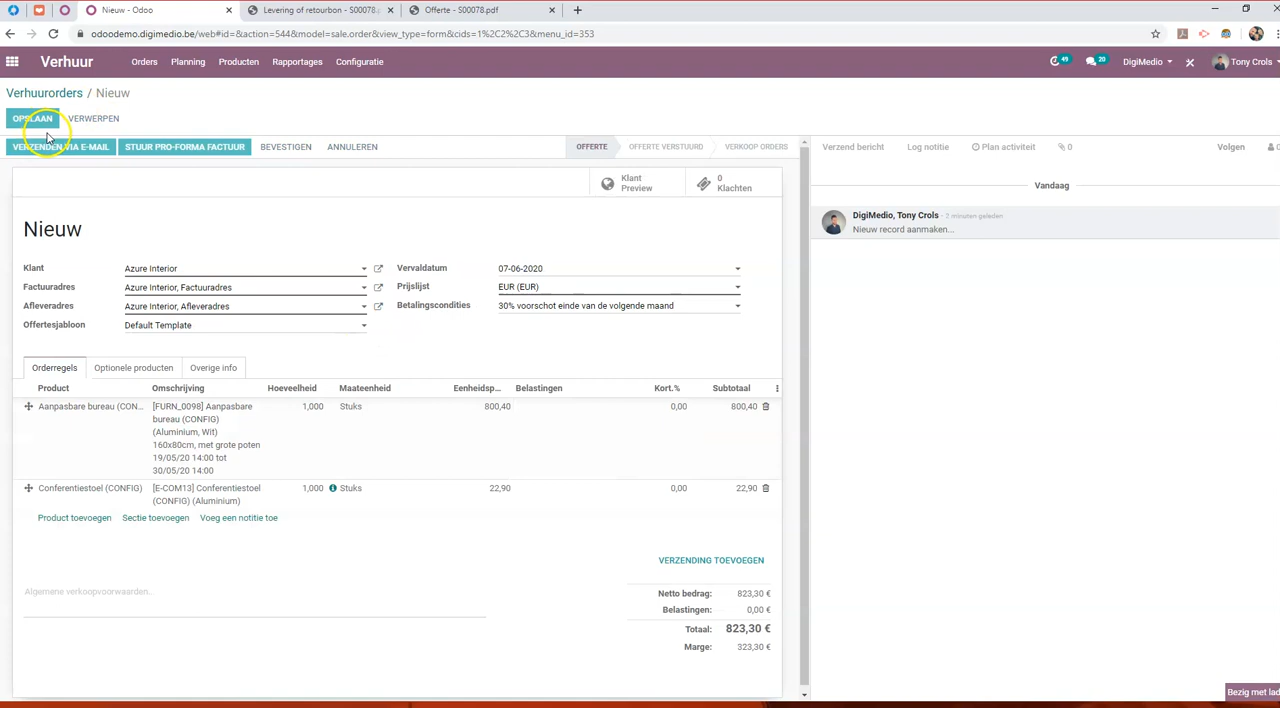 Nieuw - Odoo
Levering of retourbon - S00078.p
Offerte - S00078.pdf
odoodemo.digimedio.be/web#id=&action=544&model=sale.order&view_type=form&cids=1%2C2%2C3&menu_id=353
Verhuur Orders Planning Producten Rapportages Configuratie 49 20 DigiMedio Tony Crols
Verhuurorders / Nieuw
OPSLAAN VERWERPEN
VERZENDEN VIA E-MAIL STUUR PRO-FORMA FACTUUR BEVESTIGEN ANNULEREN OFFERTE OFFERTE VERSTUURD VERKOOP ORDERS Verzend bericht Log notitie Plan activiteit 0 Volgen 0
Klant Preview
0 Klachten
Vandaag
Nieuw
DigiMedio, Tony Crols - 2 minuten geleden
Nieuw record aanmaken...
Klant Azure Interior Vervaldatum 07-06-2020
Factuuradres Azure Interior, Factuuradres Prijslijst EUR (EUR)
Afleveradres Azure Interior, Afleveradres Betalingscondities 30% voorschot einde van de volgende maand
Offertesjabloon Default Template
Orderregels Optionele producten Overige info
Product Omschrijving Hoeveelheid Maateenheid Eenheidsp... Belastingen Kort.% Subtotaal
Aanpasbare bureau (CON... [FURN_0098] Aanpasbare 1,000 Stuks 800,40 0,00 800,40
bureau (CONFIG)
(Aluminium, Wit)
160x80cm, met grote poten
19/05/20 14:00 tot
30/05/20 14:00
Conferentiestoel (CONFIG) [E-COM13] Conferentiestoel 1,000 Stuks 22,90 0,00 22,90
(CONFIG) (Aluminium)
Product toevoegen Sectie toevoegen Voeg een notitie toe
VERZENDING TOEVOEGEN
Algemene verkoopvoorwaarden..
Netto bedrag: 823,30 €
Belastingen: 0,00 €
Totaal: 823,30 €
Marge: 323,30 €
Bezig met lad